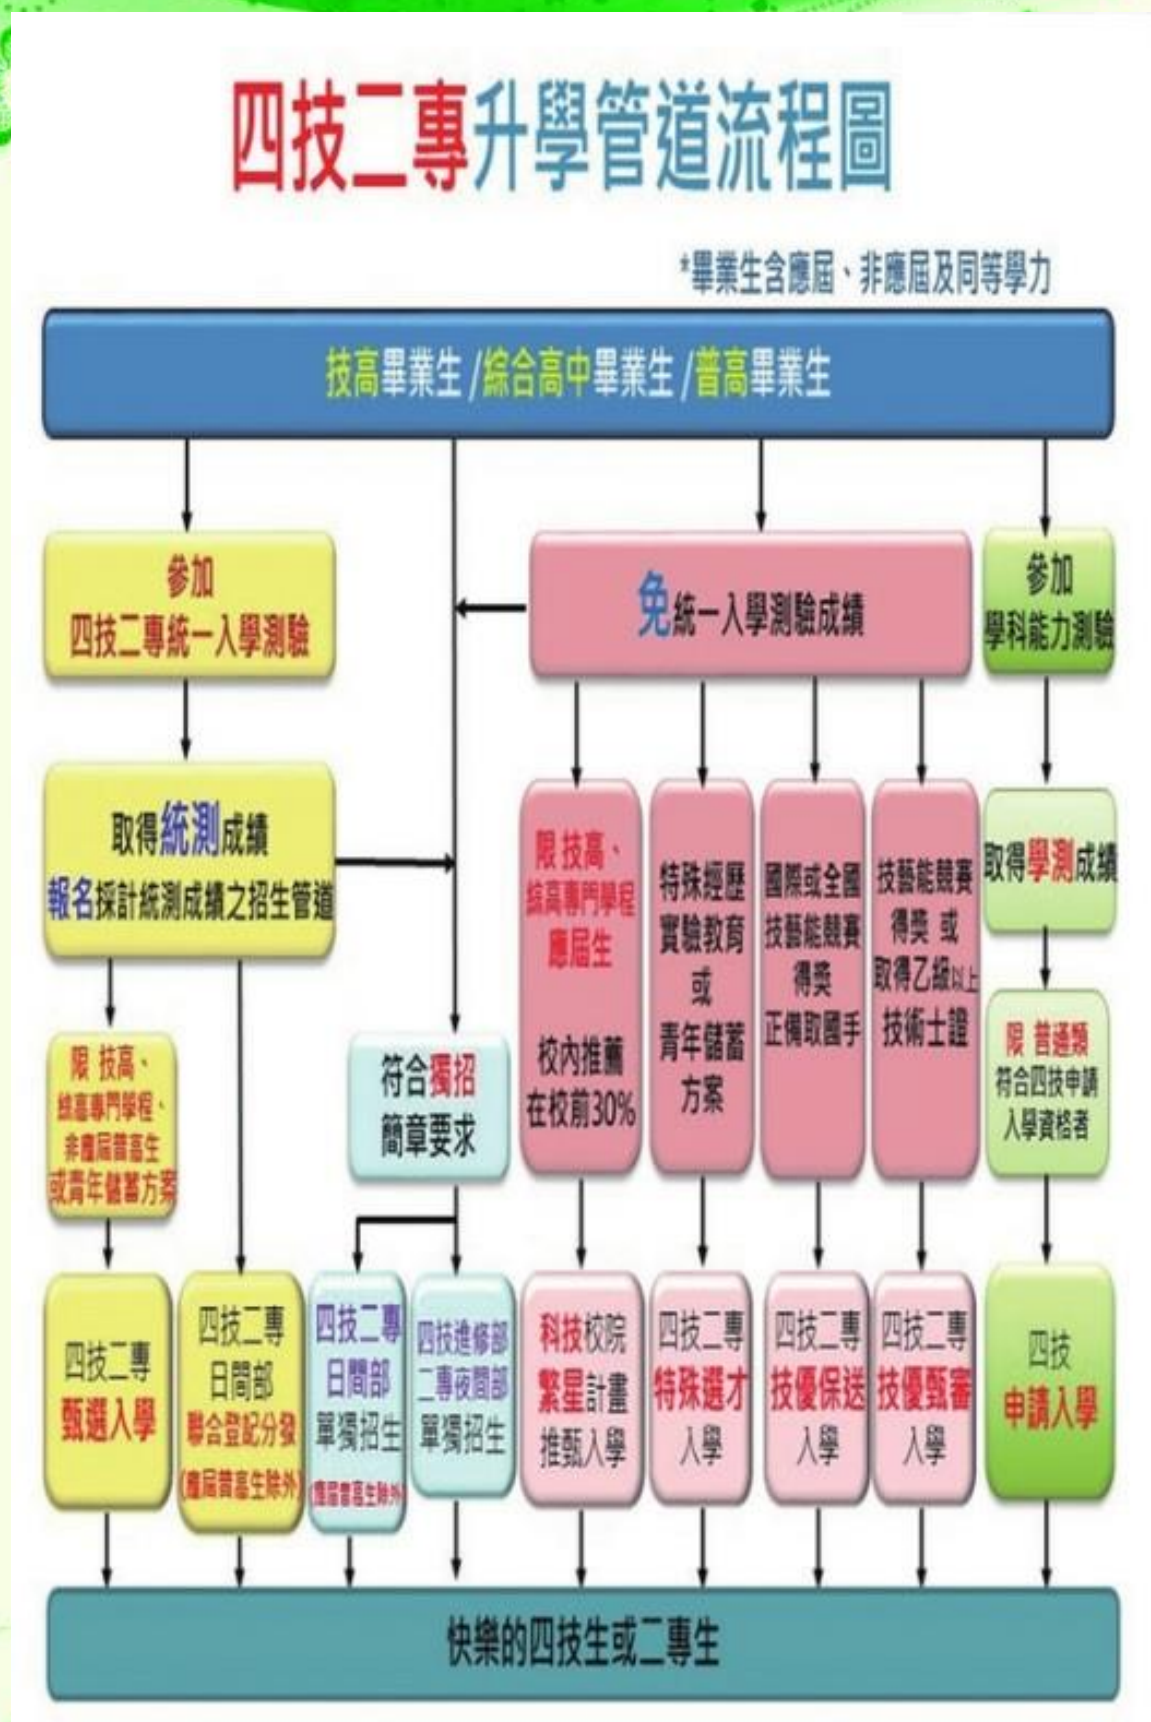 四技二專升學管道流程圖
*畢業生含應屆、非應屆及同等學力
技高畢業生/綜合高中畢業生/普高畢業生
參加
四技二專統一入學測驗
免統一入學測驗成績
參加
學科能力測驗
取得統測成績
報名採計統測成績之招生管道
限技高、
綜高專門學程
應屆生
校內推薦
在校前30%
特殊經歷
實驗教育
或
青年儲蓄
方案
國際或全國
技藝能競賽
得獎
正備取國手
技藝能競賽
得獎 或
取得乙級以上
技術士證
取得學測成績
限 技高、
綜高專門學程、
非應屆普高生
或青年儲蓄方案
符合獨招
簡章要求
限 普通類
符合四技申請
入學資格者
四技二專
甄選入學
四技二專
日間部
聯合登記分發
(應屆普高生除外)
四技二專
日間部
單獨招生
(應屆普高生除外)
四技進修部
二專夜間部
單獨招生
科技校院
繁星計畫
推甄入學
四技二專
特殊選才
入學
四技二專
技優保送
入學
四技二專
技優甄審
入學
四技
申請入學
快樂的四技生或二專生